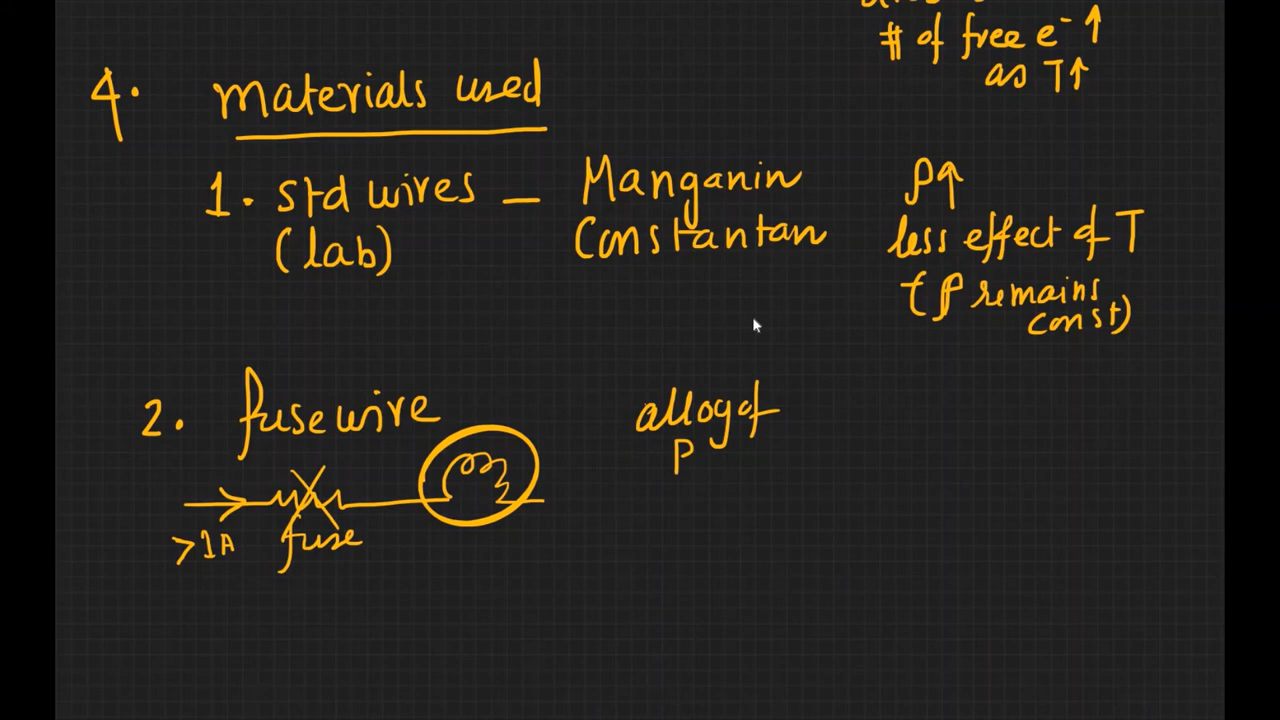 # of free e⁻ ↑
as T↑
4. materials used
1. std wires — Manganin ρ↑
(lab) Constantan less effect of T
(ρ remains
const)
2. fuse wire alloy of
P
>1A fuse